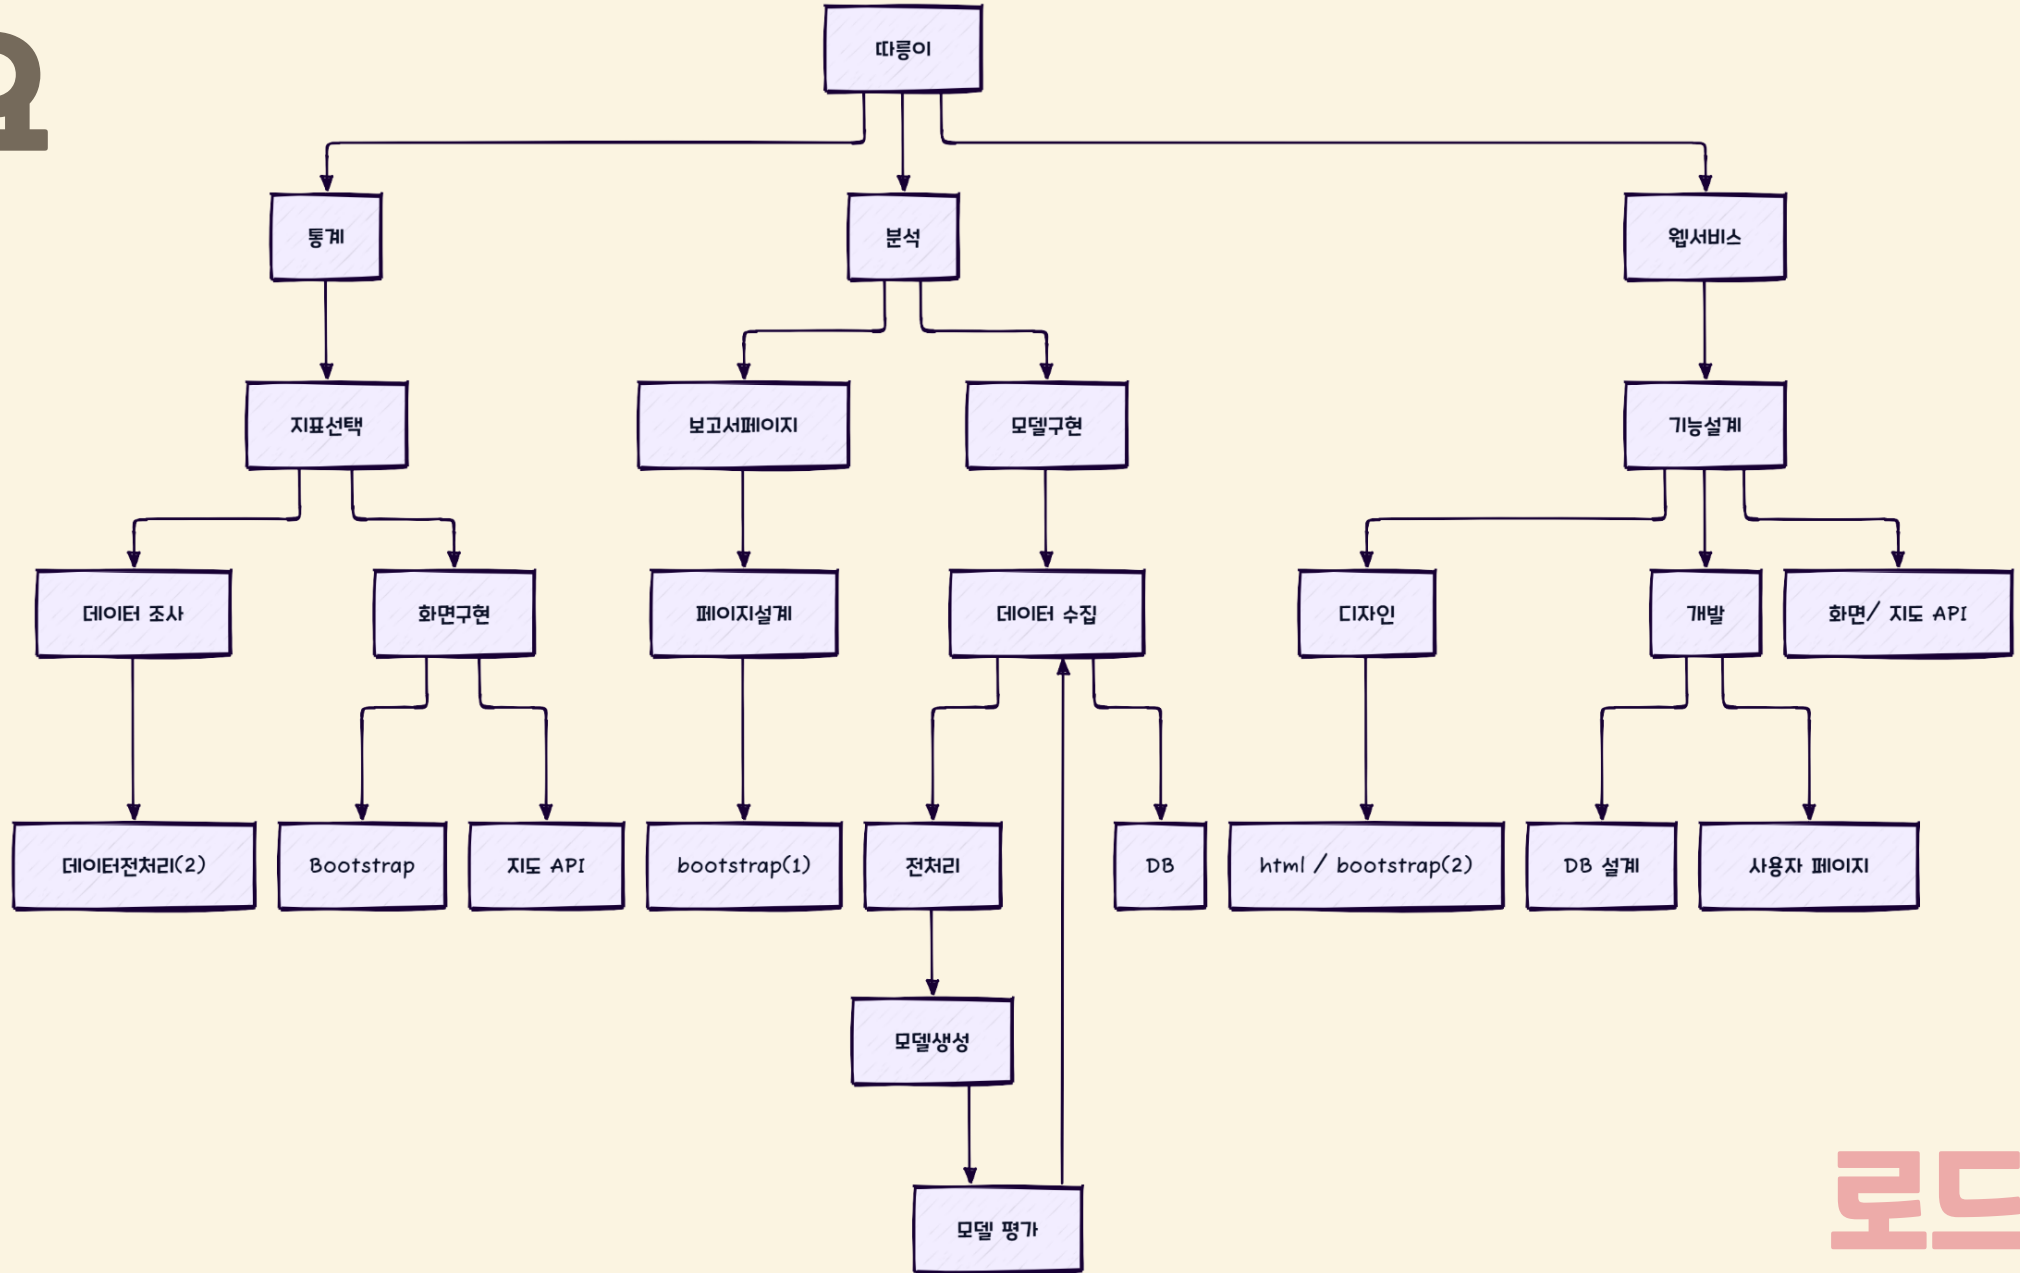 따릉이
통계
분석
웹서비스
지표선택
보고서페이지
모델구현
기능설계
데이터 조사
화면구현
페이지설계
데이터 수집
디자인
개발
화면/ 지도 API
데이터전처리(2)
Bootstrap
지도 API
bootstrap(1)
전처리
DB
html / bootstrap(2)
DB 설계
사용자 페이지
모델생성
모델 평가
로드